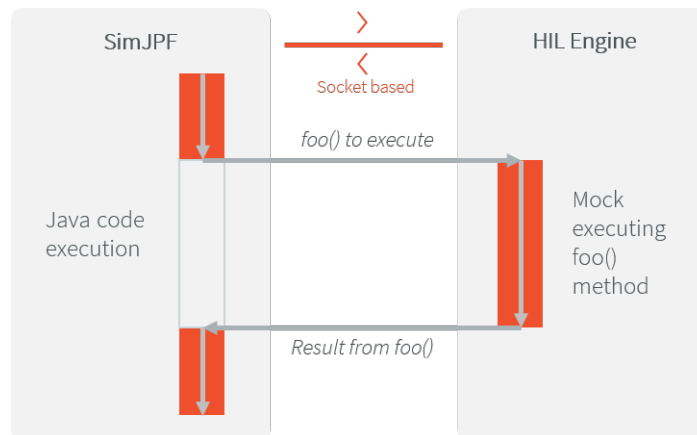 SimJPF
HIL Engine
Socket based
foo() to execute
Java code
execution
Mock
executing
foo()
method
Result from foo()